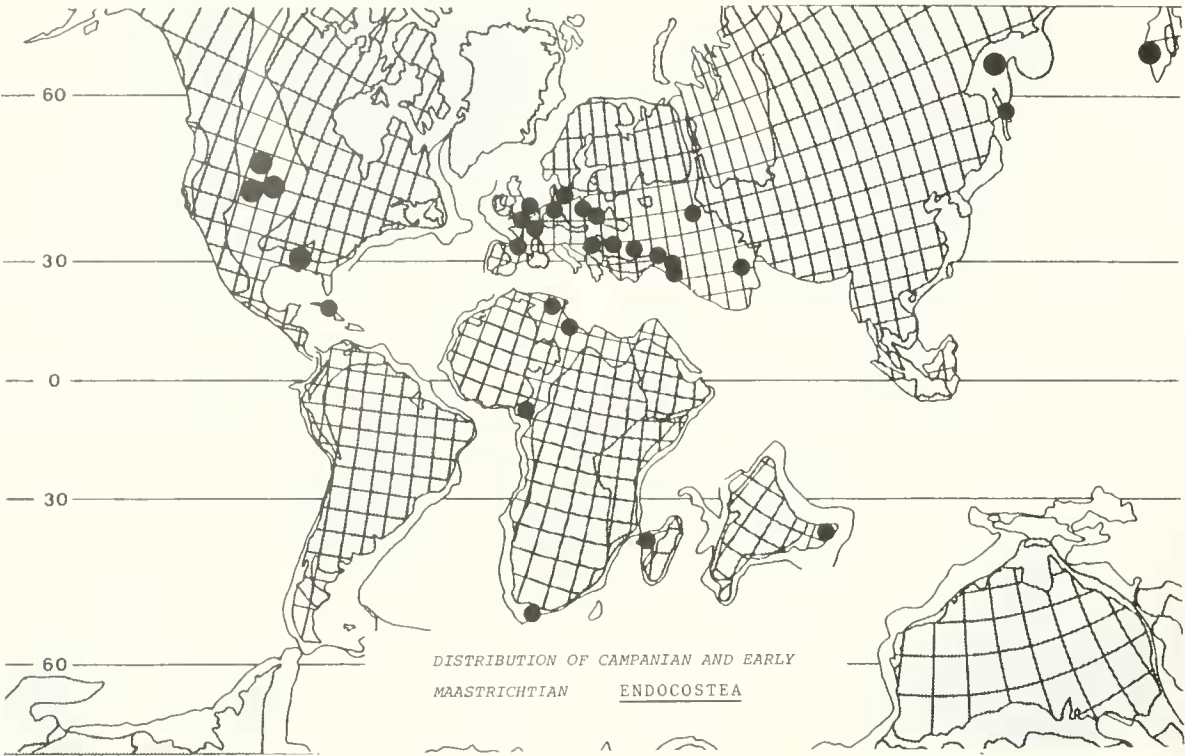 60
30
0
30
60
DISTRIBUTION OF CAMPANIAN AND EARLY
MAASTRICHTIAN ENDOCOSTEA